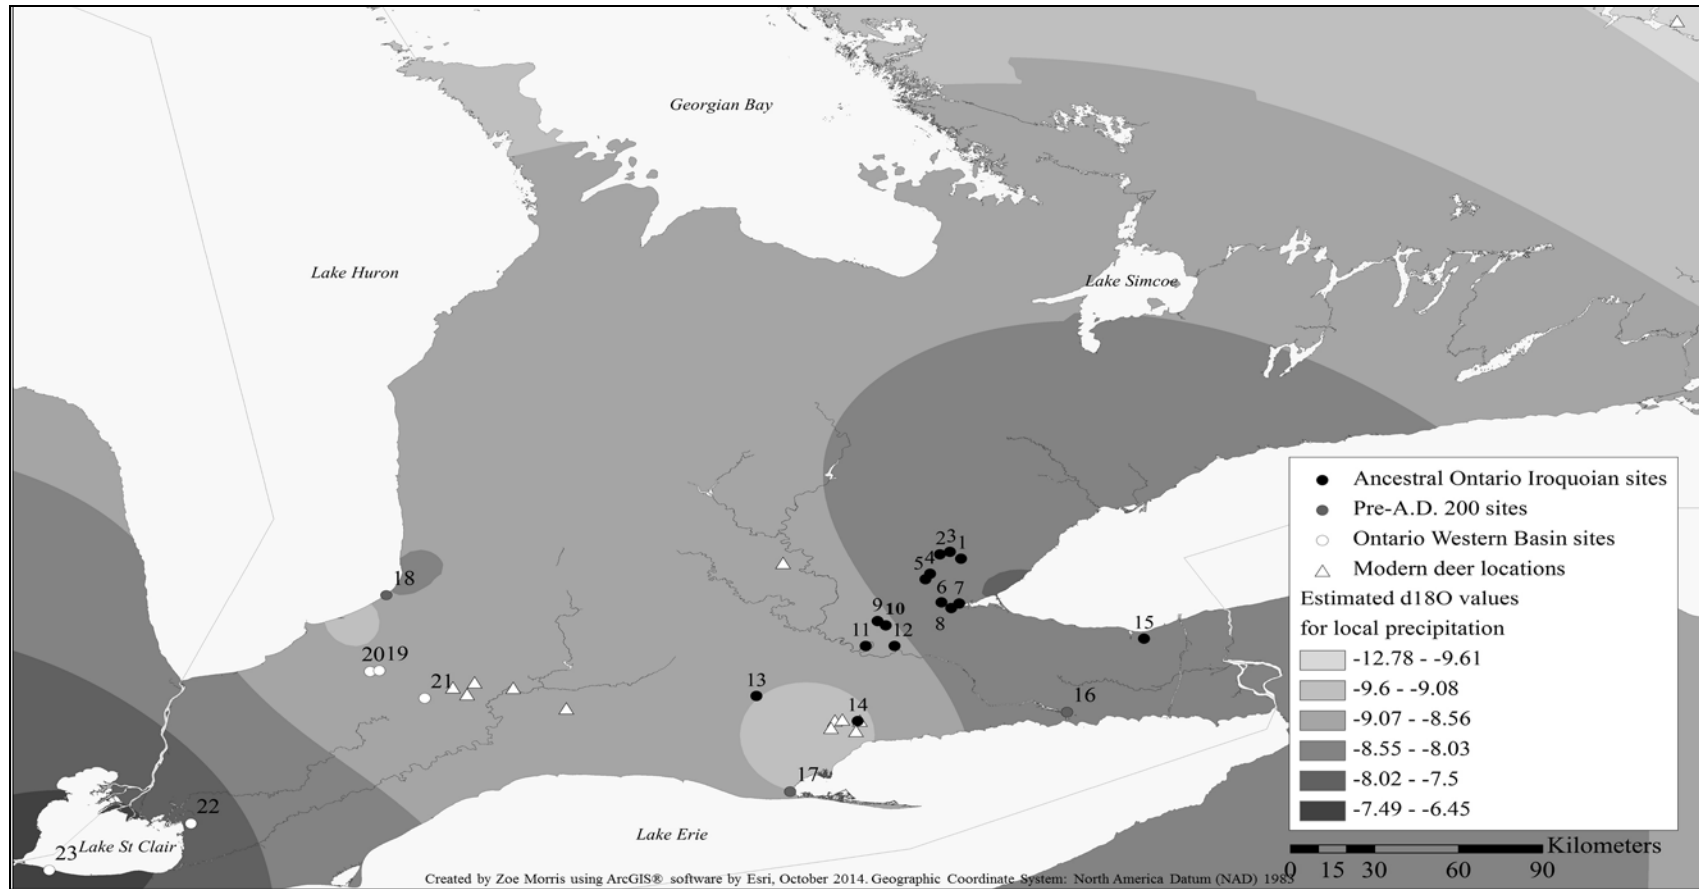 Georgian Bay
Lake Huron
Lake Simcoe
Ancestral Ontario Iroquoian sites
Pre-A.D. 200 sites
Ontario Western Basin sites
Modern deer locations
Estimated d18O values
for local precipitation
-12.78 - -9.61
-9.6 - -9.08
-9.07 - -8.56
-8.55 - -8.03
-8.02 - -7.5
-7.49 - -6.45
23
1
5 4
18
6
7
8
9
10
15
11
12
2019
13
21
16
14
17
22
Lake Erie
23
Lake St Clair
Kilometers
0 15 30 60 90
Created by Zoe Morris using ArcGIS® software by Esri, October 2014. Geographic Coordinate System: North America Datum (NAD) 1983